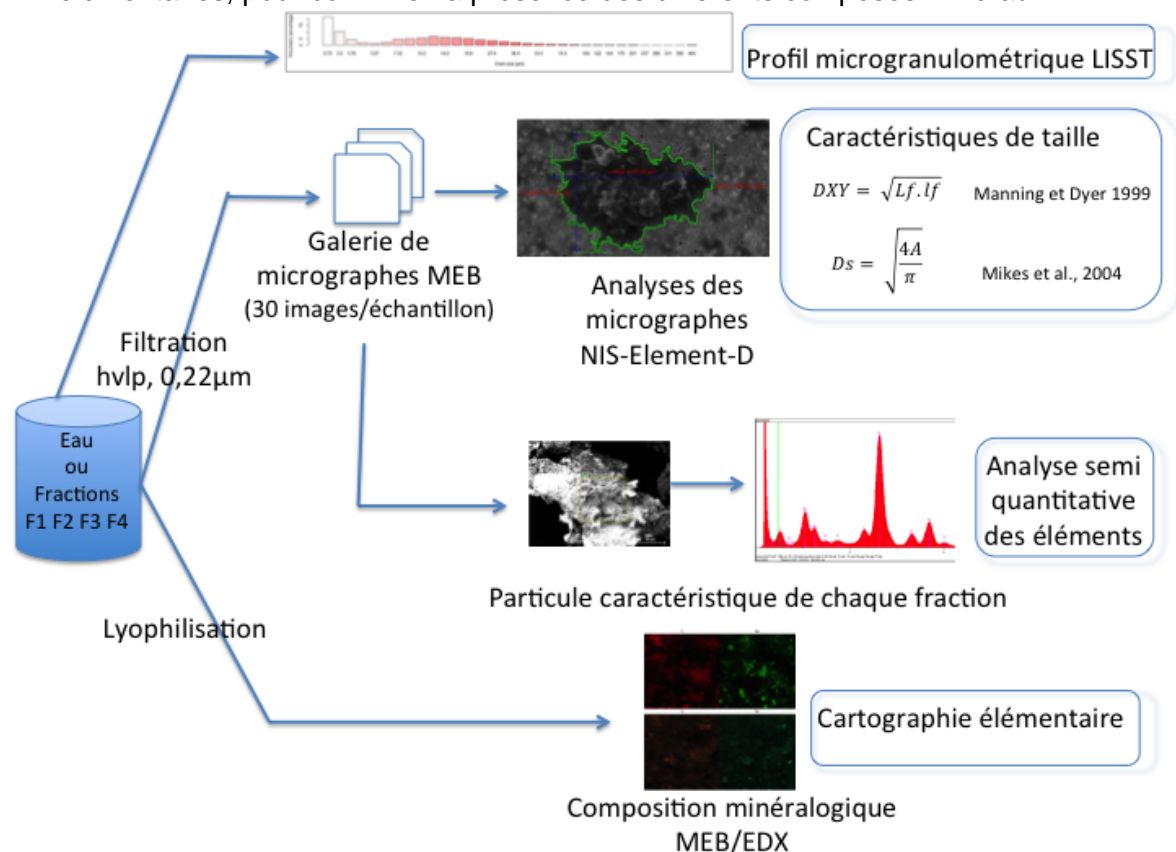 Profil microgranulométrique LISST
Caractéristiques de taille
DXY = √Lf.lf
Manning et Dyer 1999
Ds = √4A/π
Mikes et al., 2004
Galerie de
micrographes MEB
(30 images/échantillon)
Analyses des
micrographes
NIS-Element-D
Filtration
hvlp, 0,22µm
Eau
ou
Fractions
F1 F2 F3 F4
Analyse semi
quantitative
des éléments
Particule caractéristique de chaque fraction
Lyophilisation
Cartographie élémentaire
Composition minéralogique
MEB/EDX